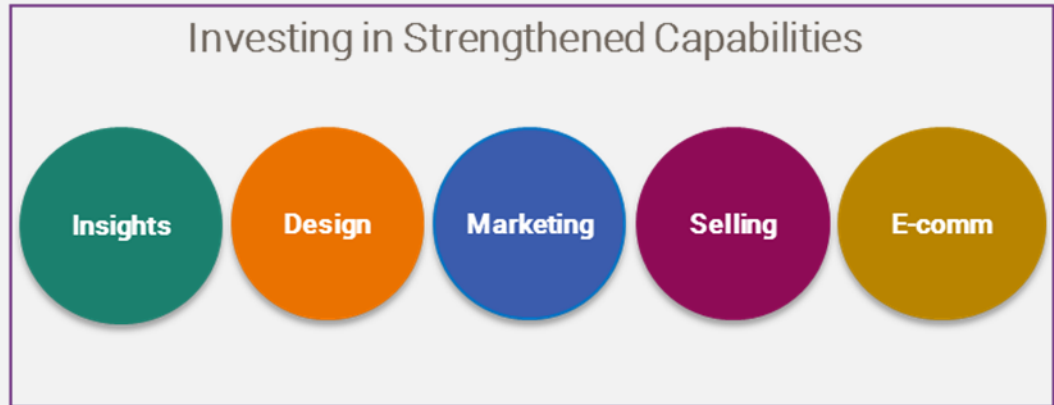 Investing in Strengthened Capabilities
Insights
Design
Marketing
Selling
E-comm